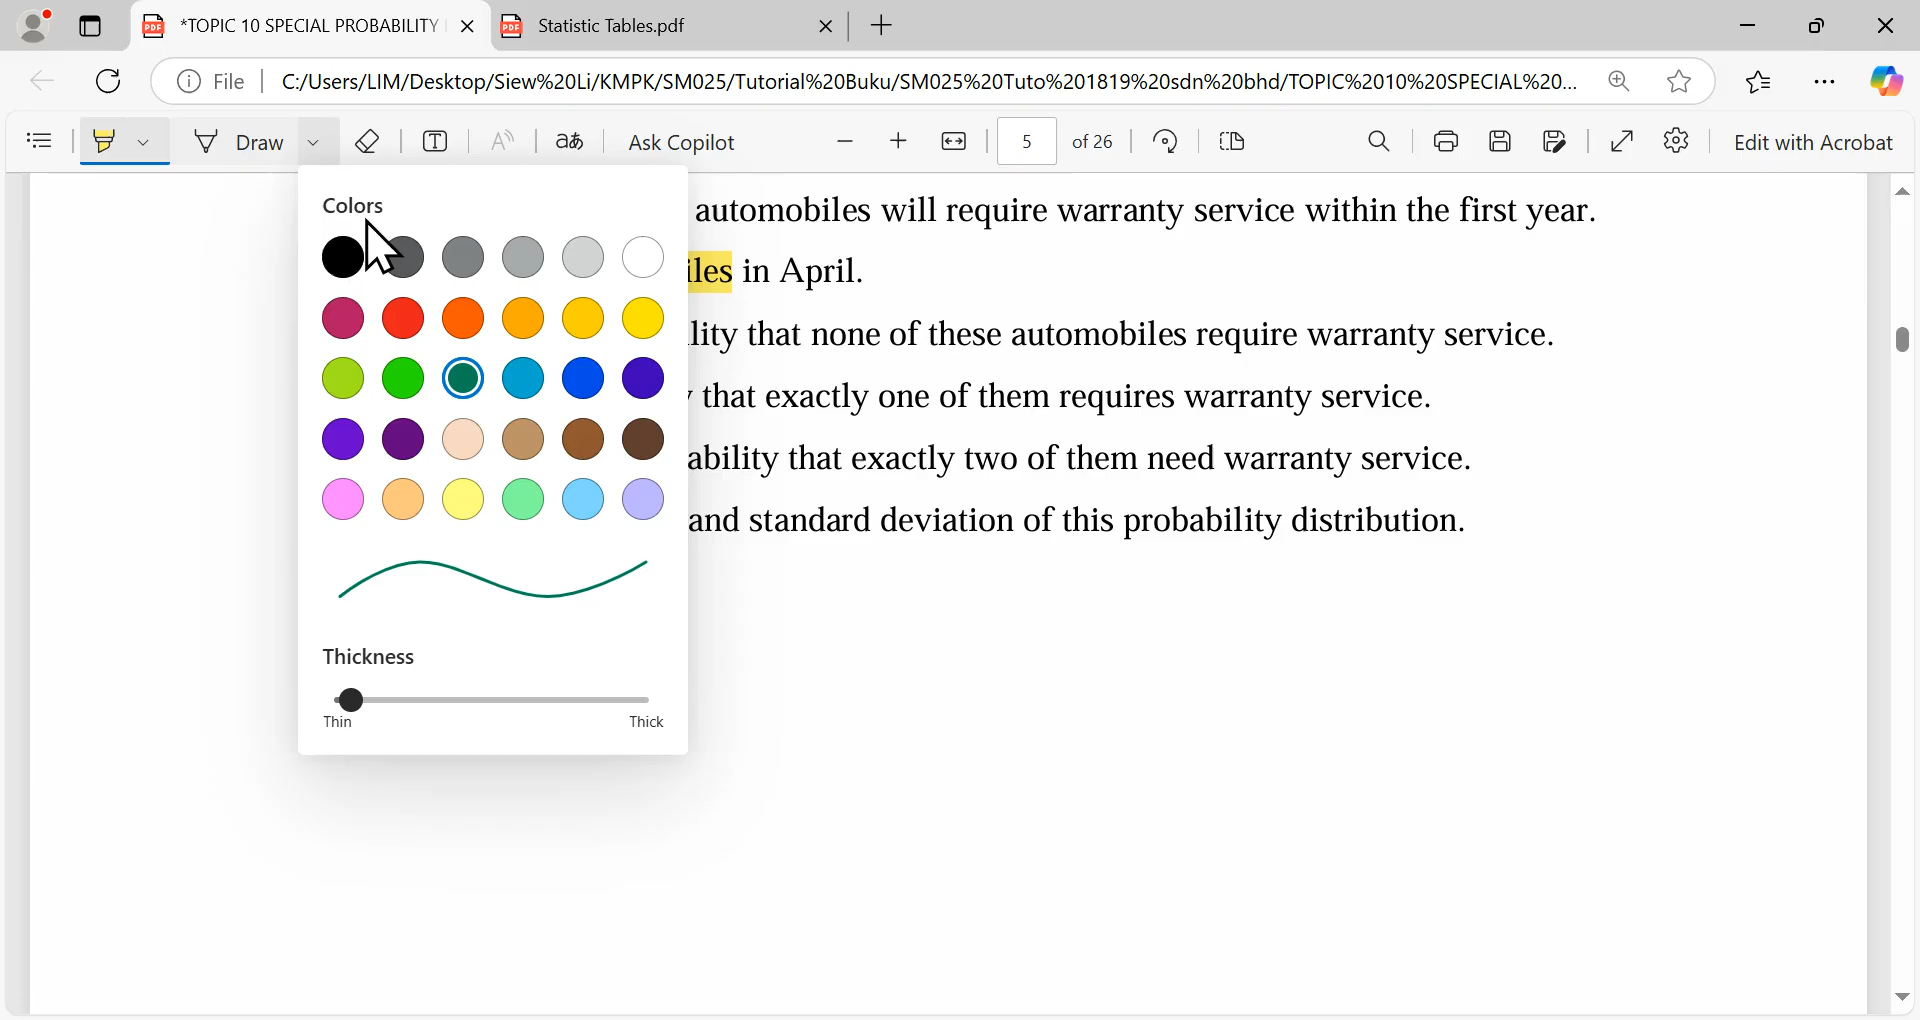 *TOPIC 10 SPECIAL PROBABILITY
Statistic Tables.pdf
File
C:/Users/LIM/Desktop/Siew%20Li/KMPK/SM025/Tutorial%20Buku/SM025%20Tuto%201819%20sdn%20bhd/TOPIC%2010%20SPECIAL%20...
Draw
aあ
Ask Copilot
5
of 26
Edit with Acrobat
Colors
Thickness
Thin
Thick
automobiles will require warranty service within the first year.
iles in April.
lity that none of these automobiles require warranty service.
that exactly one of them requires warranty service.
ability that exactly two of them need warranty service.
and standard deviation of this probability distribution.